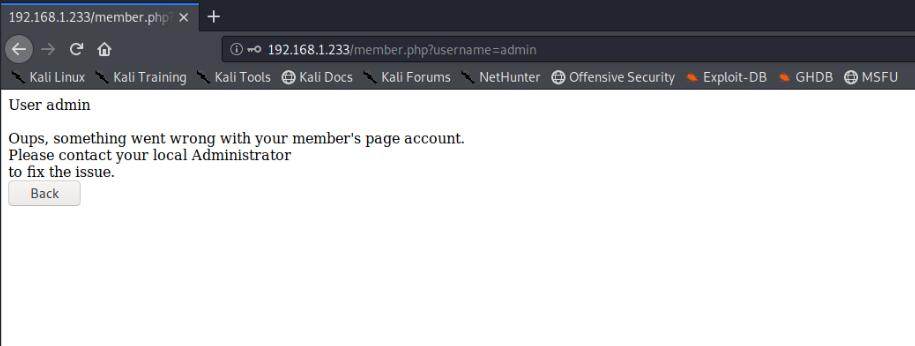 192.168.1.233/member.php?
192.168.1.233/member.php?username=admin
Kali Linux Kali Training Kali Tools Kali Docs Kali Forums NetHunter Offensive Security Exploit-DB GHDB MSFU
User admin
Oups, something went wrong with your member's page account.
Please contact your local Administrator
to fix the issue.
Back